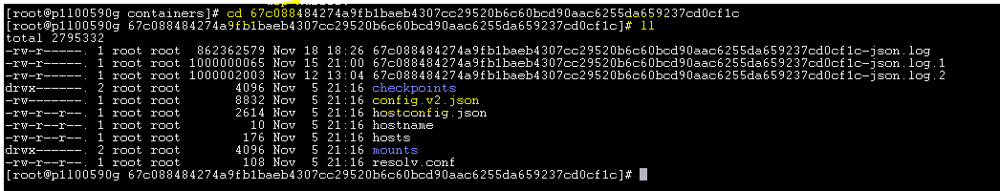 [root@p1100590g containers]# cd 67c088484274a9fb1baeb4307cc29520b6c60bcd90aac6255da659237cd0cf1c
[root@p1100590g 67c088484274a9fb1baeb4307cc29520b6c60bcd90aac6255da659237cd0cf1c]# ll
total 2795332
-rw-r-----. 1 root root  862362579 Nov 18 18:26 67c088484274a9fb1baeb4307cc29520b6c60bcd90aac6255da659237cd0cf1c-json.log
-rw-r-----. 1 root root 1000000065 Nov 15 21:00 67c088484274a9fb1baeb4307cc29520b6c60bcd90aac6255da659237cd0cf1c-json.log.1
-rw-r-----. 1 root root 1000002003 Nov 12 13:04 67c088484274a9fb1baeb4307cc29520b6c60bcd90aac6255da659237cd0cf1c-json.log.2
drwx------. 2 root root       4096 Nov  5 21:16 checkpoints
-rw-r-----. 1 root root       8832 Nov  5 21:16 config.v2.json
-rw-r--r--. 1 root root       2614 Nov  5 21:16 hostconfig.json
-rw-r--r--. 1 root root         10 Nov  5 21:16 hostname
-rw-r--r--. 1 root root        176 Nov  5 21:16 hosts
drwx------. 2 root root       4096 Nov  5 21:16 mounts
-rw-r--r--. 1 root root        108 Nov  5 21:16 resolv.conf
[root@p1100590g 67c088484274a9fb1baeb4307cc29520b6c60bcd90aac6255da659237cd0cf1c]#